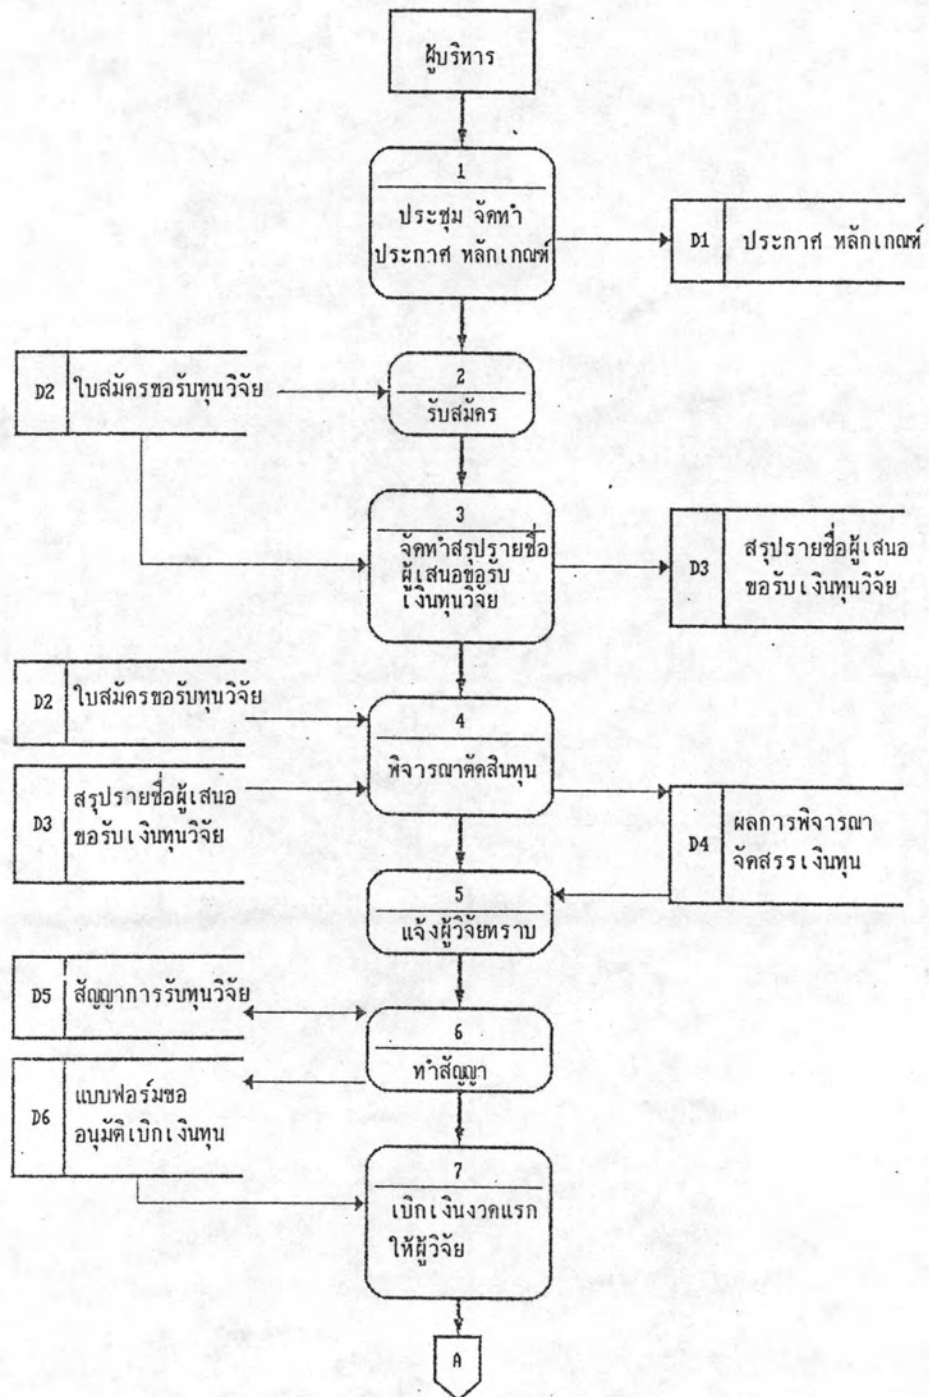 ผู้บริหาร
1
ประชุม จัดทำ
ประกาศ หลักเกณฑ์
D1
ประกาศ หลักเกณฑ์
D2
ใบสมัครขอรับทุนวิจัย
2
รับสมัคร
3
จัดทำสรุปรายชื่อ
ผู้เสนอขอรับ
เงินทุนวิจัย
D3
สรุปรายชื่อผู้เสนอ
ขอรับเงินทุนวิจัย
D2
ใบสมัครขอรับทุนวิจัย
4
พิจารณาตัดสินทุน
D3
สรุปรายชื่อผู้เสนอ
ขอรับเงินทุนวิจัย
D4
ผลการพิจารณา
จัดสรรเงินทุน
5
แจ้งผู้วิจัยทราบ
D5
สัญญาการรับทุนวิจัย
6
ทำสัญญา
D6
แบบฟอร์มขอ
อนุมัติเบิกเงินทุน
7
เบิกเงินงวดแรก
ให้ผู้วิจัย
A